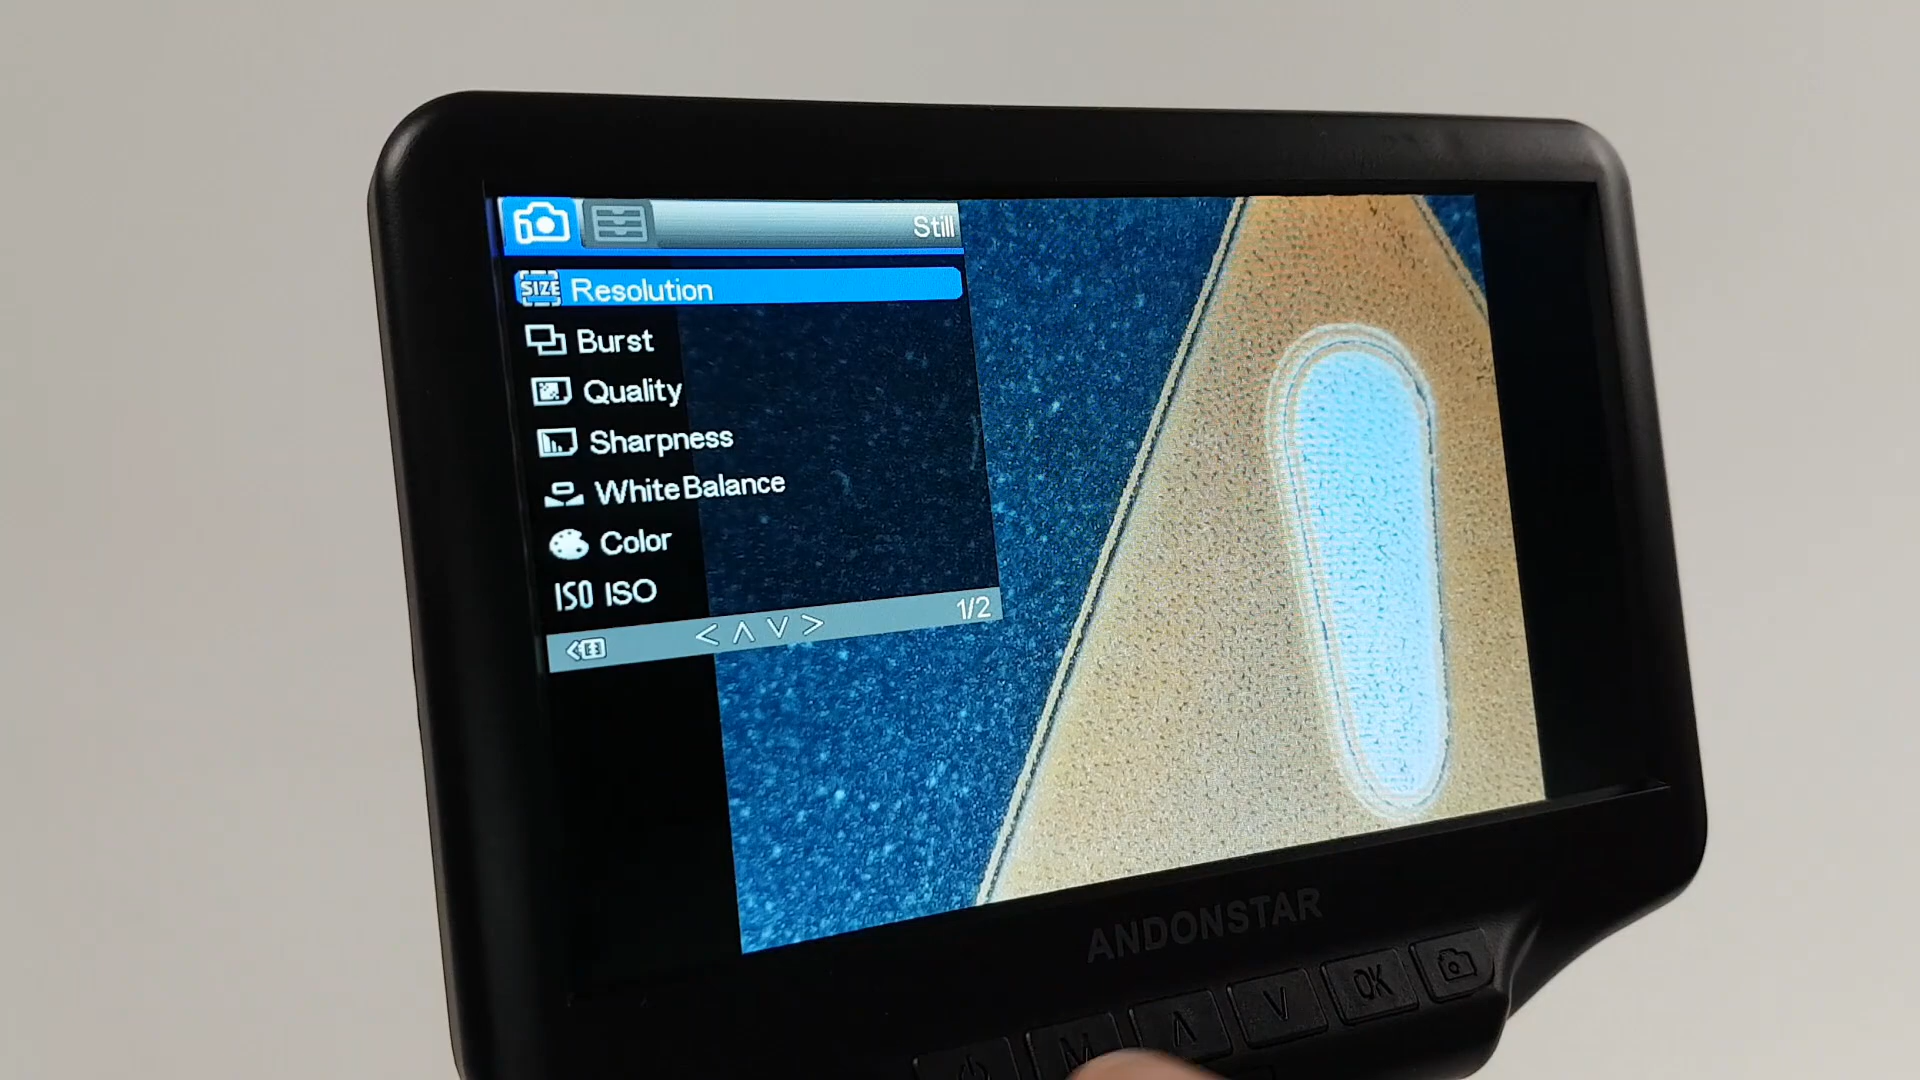 Still
SIZE Resolution
Burst
Quality
Sharpness
White Balance
Color
ISO ISO
< ∧ ∨ > 1/2
ANDONSTAR
M ∧ ∨ OK